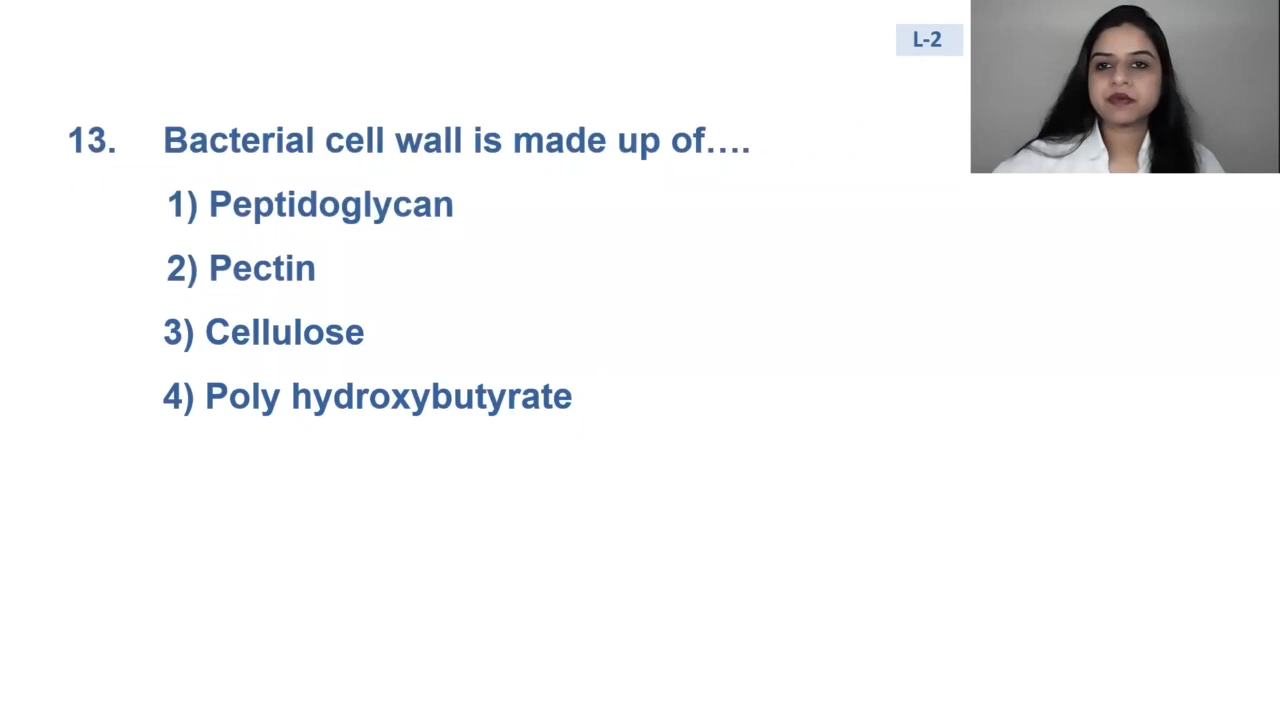 L-2
13. Bacterial cell wall is made up of....
1) Peptidoglycan
2) Pectin
3) Cellulose
4) Poly hydroxybutyrate